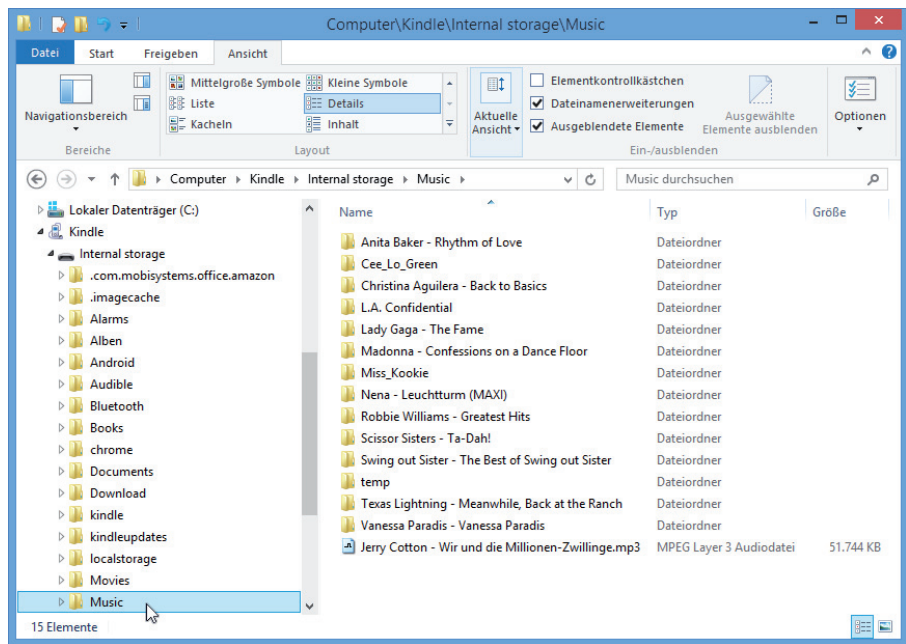 Computer\Kindle\Internal storage\Music
Datei Start Freigeben Ansicht
Navigationsbereich
Bereiche
Mittelgroße Symbole Kleine Symbole
Liste Details
Kacheln Inhalt
Layout
Aktuelle
Ansicht
Elementkontrollkästchen
Dateinamenerweiterungen
Ausgeblendete Elemente
Ausgewählte
Elemente ausblenden
Ein-/ausblenden
Optionen
Computer Kindle Internal storage Music
Music durchsuchen
Lokaler Datenträger (C:)
Kindle
Internal storage
.com.mobisystems.office.amazon
.imagecache
Alarms
Alben
Android
Audible
Bluetooth
Books
chrome
Documents
Download
kindle
kindleupdates
localstorage
Movies
Music
Name Typ Größe
Anita Baker - Rhythm of Love Dateiordner
Cee_Lo_Green Dateiordner
Christina Aguilera - Back to Basics Dateiordner
L.A. Confidential Dateiordner
Lady Gaga - The Fame Dateiordner
Madonna - Confessions on a Dance Floor Dateiordner
Miss_Kookie Dateiordner
Nena - Leuchtturm (MAXI) Dateiordner
Robbie Williams - Greatest Hits Dateiordner
Scissor Sisters - Ta-Dah! Dateiordner
Swing out Sister - The Best of Swing out Sister Dateiordner
temp Dateiordner
Texas Lightning - Meanwhile, Back at the Ranch Dateiordner
Vanessa Paradis - Vanessa Paradis Dateiordner
Jerry Cotton - Wir und die Millionen-Zwillinge.mp3 MPEG Layer 3 Audiodatei 51.744 KB
15 Elemente